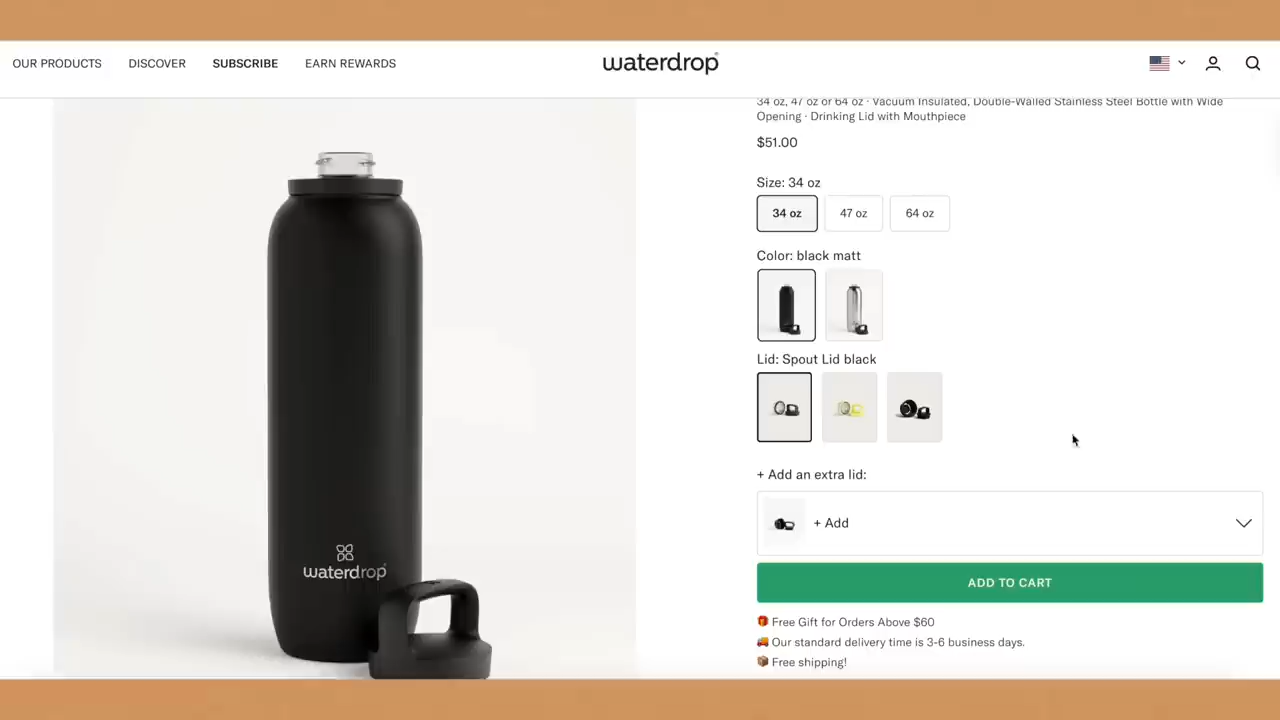 OUR PRODUCTS DISCOVER SUBSCRIBE EARN REWARDS waterdrop®
34 oz, 47 oz or 64 oz · Vacuum Insulated, Double-Walled Stainless Steel Bottle with Wide
Opening · Drinking Lid with Mouthpiece
$51.00
Size: 34 oz
34 oz 47 oz 64 oz
Color: black matt
Lid: Spout Lid black
+ Add an extra lid:
+ Add
ADD TO CART
🎁 Free Gift for Orders Above $60
🚚 Our standard delivery time is 3-6 business days.
📦 Free shipping!
waterdrop®